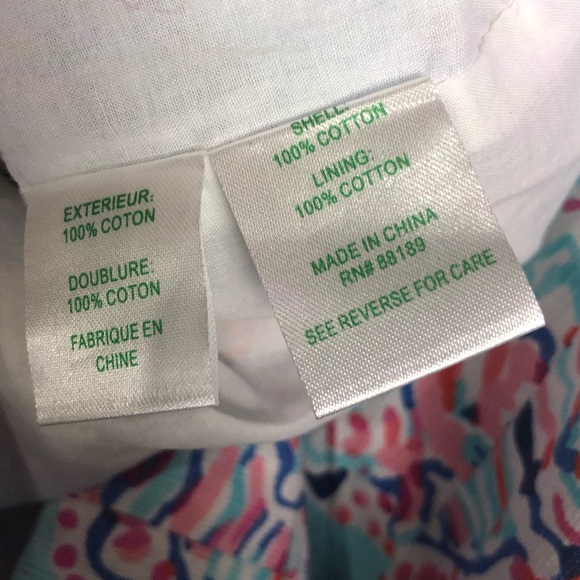 EXTERIEUR:
100% COTON
DOUBLURE:
100% COTON
FABRIQUE EN
CHINE
SHELL:
100% COTTON
LINING:
100% COTTON
MADE IN CHINA
RN# 88189
SEE REVERSE FOR CARE